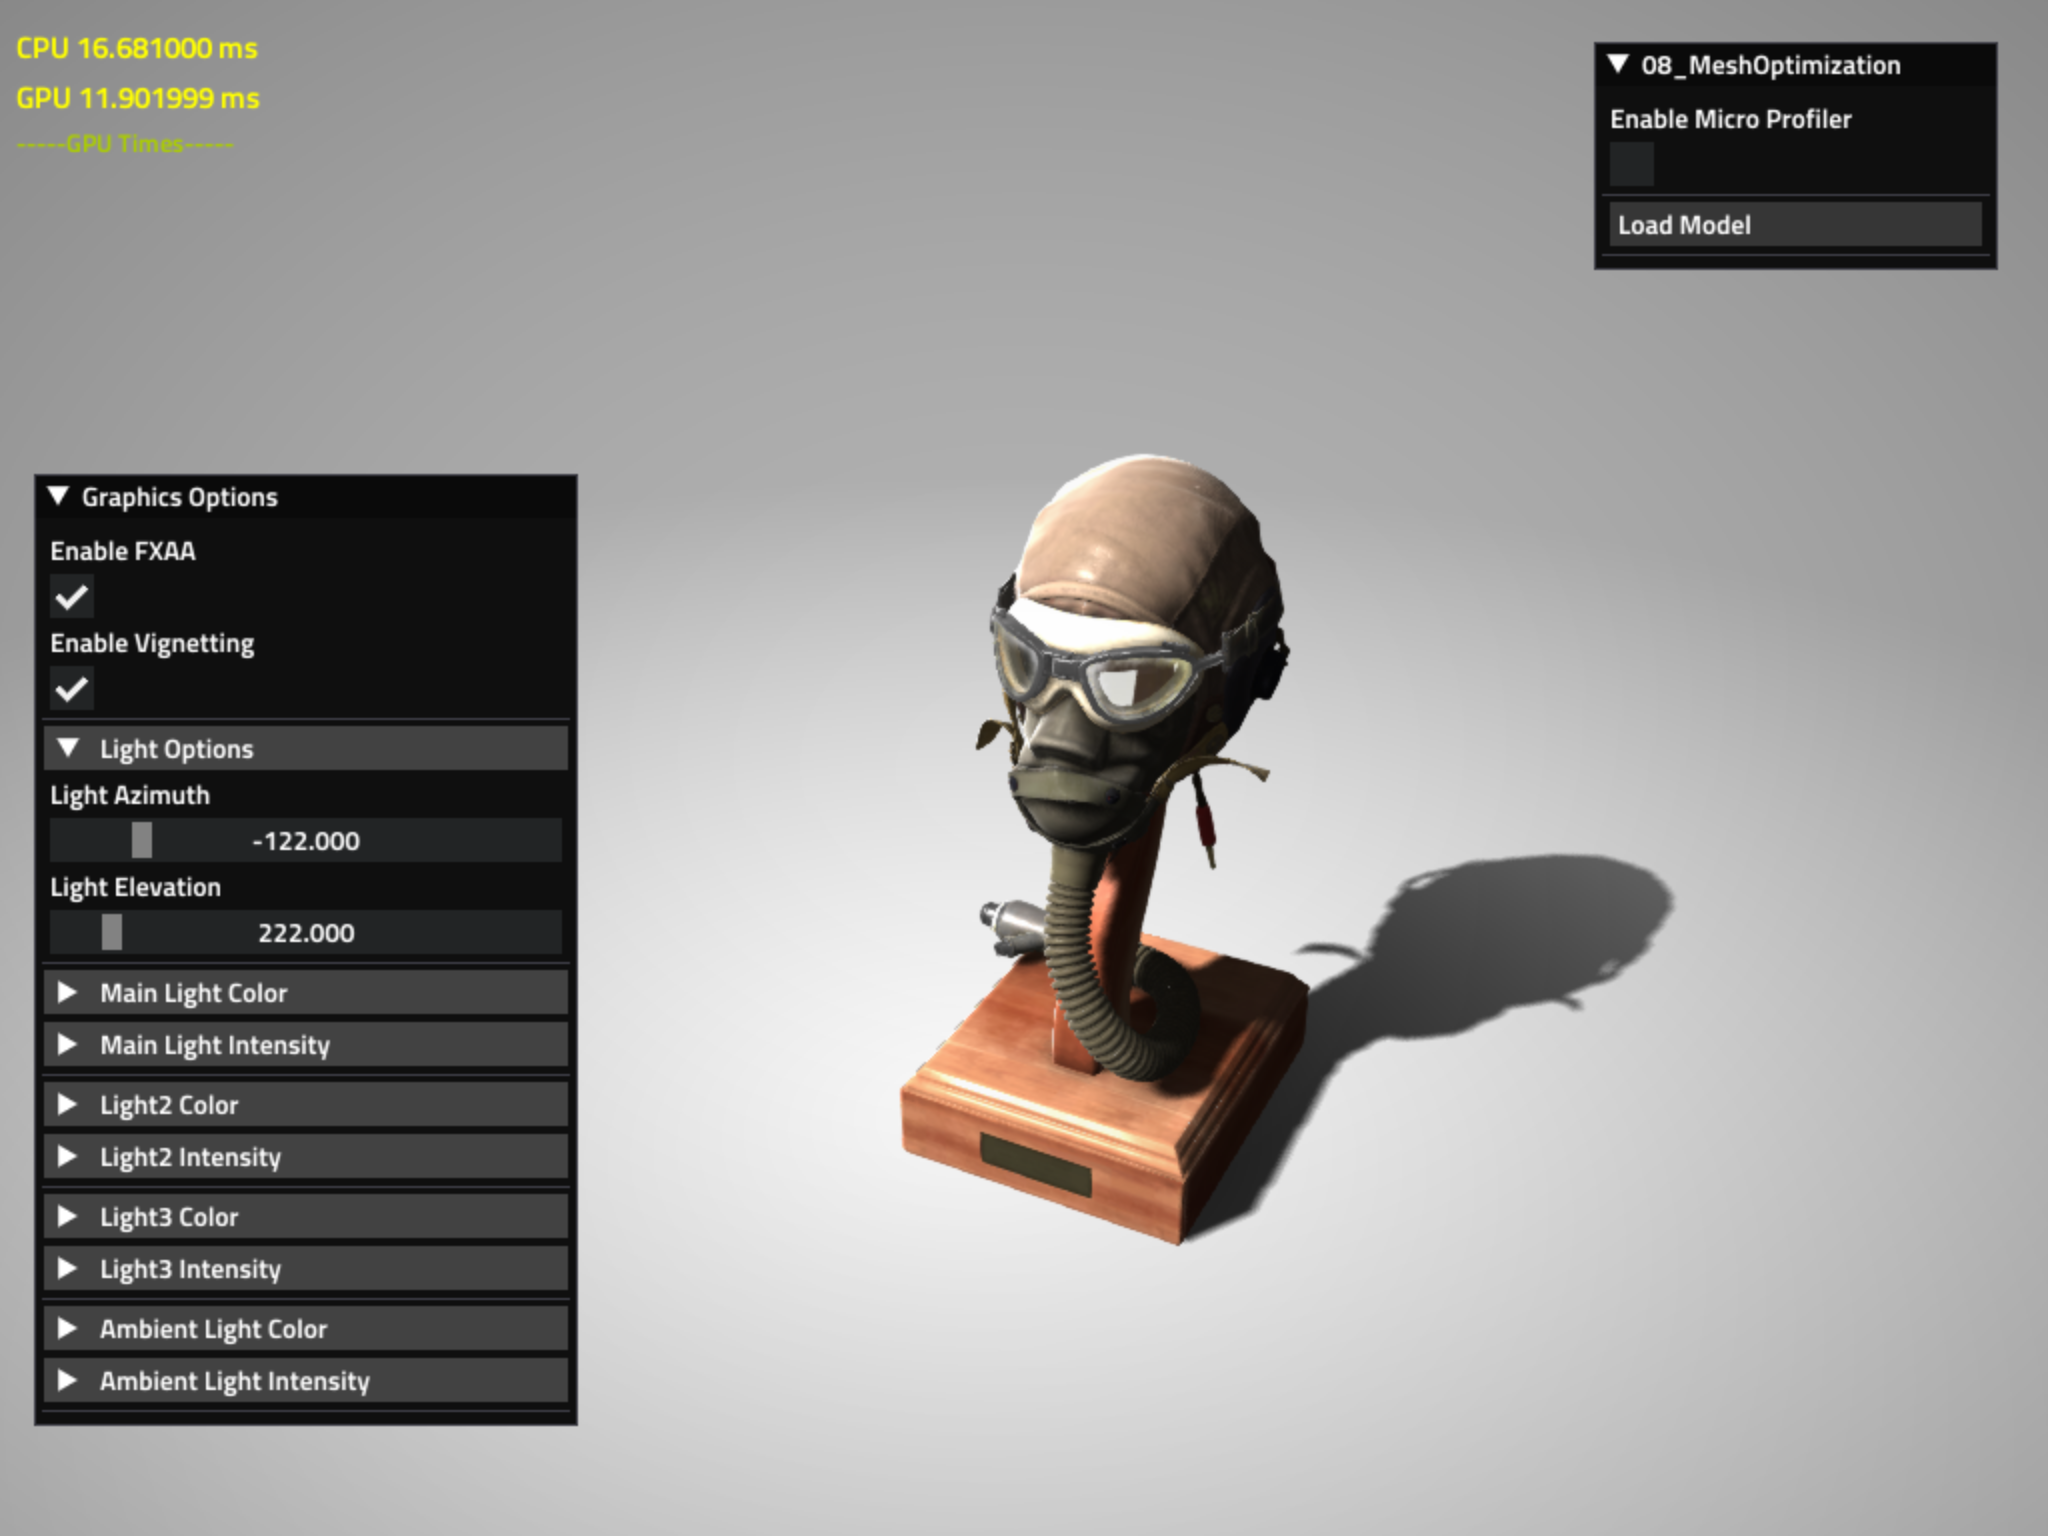 CPU 16.681000 ms
GPU 11.901999 ms
-----GPU Times-----
08_MeshOptimization
Enable Micro Profiler
Load Model
Graphics Options
Enable FXAA
Enable Vignetting
Light Options
Light Azimuth
-122.000
Light Elevation
222.000
Main Light Color
Main Light Intensity
Light2 Color
Light2 Intensity
Light3 Color
Light3 Intensity
Ambient Light Color
Ambient Light Intensity